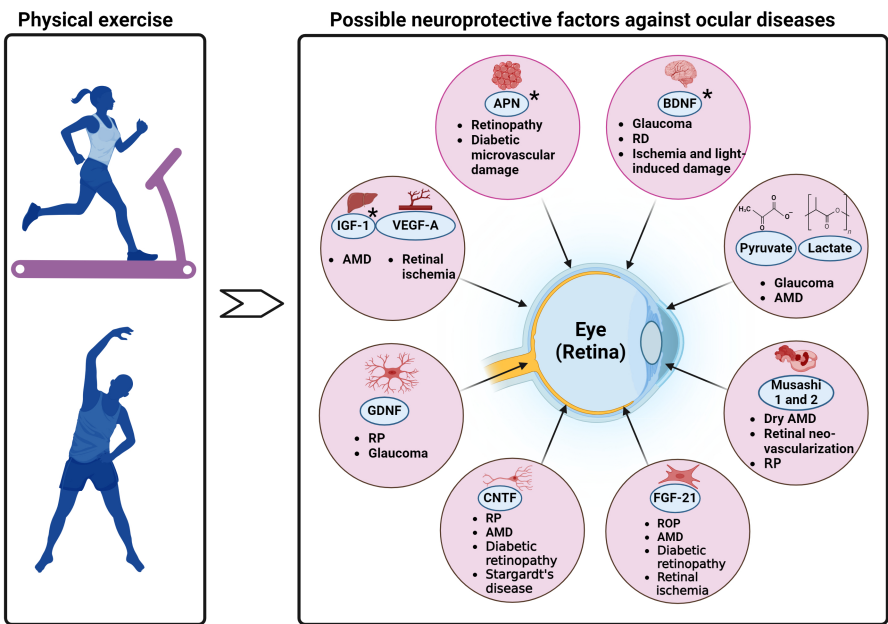 Physical exercise
Possible neuroprotective factors against ocular diseases
APN *
• Retinopathy
• Diabetic
microvascular
damage
BDNF *
• Glaucoma
• RD
• Ischemia and light-
induced damage
IGF-1 * VEGF-A
• AMD
• Retinal
ischemia
H₃C O O O⁻
O O n
Pyruvate Lactate
• Glaucoma
• AMD
Eye
(Retina)
GDNF
• RP
• Glaucoma
Musashi
1 and 2
• Dry AMD
• Retinal neo-
vascularization
• RP
CNTF
• RP
• AMD
• Diabetic
retinopathy
• Stargardt's
disease
FGF-21
• ROP
• AMD
• Diabetic
retinopathy
• Retinal
ischemia